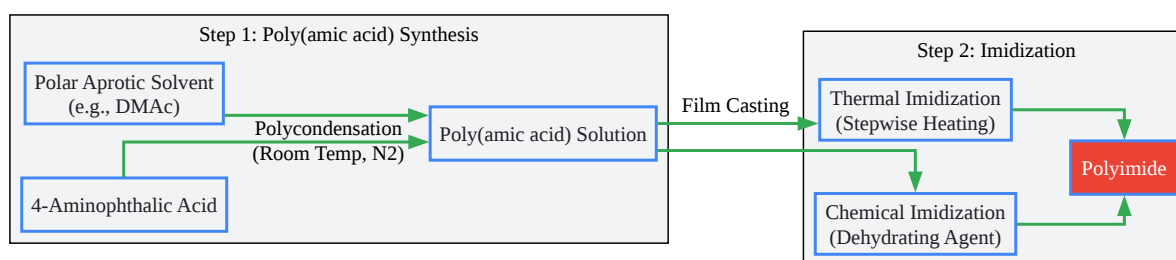 Step 1: Poly(amic acid) Synthesis
Polar Aprotic Solvent
(e.g., DMAc)
Polycondensation
(Room Temp, N2)
4-Aminophthalic Acid
Poly(amic acid) Solution
Film Casting
Step 2: Imidization
Thermal Imidization
(Stepwise Heating)
Chemical Imidization
(Dehydrating Agent)
Polyimide